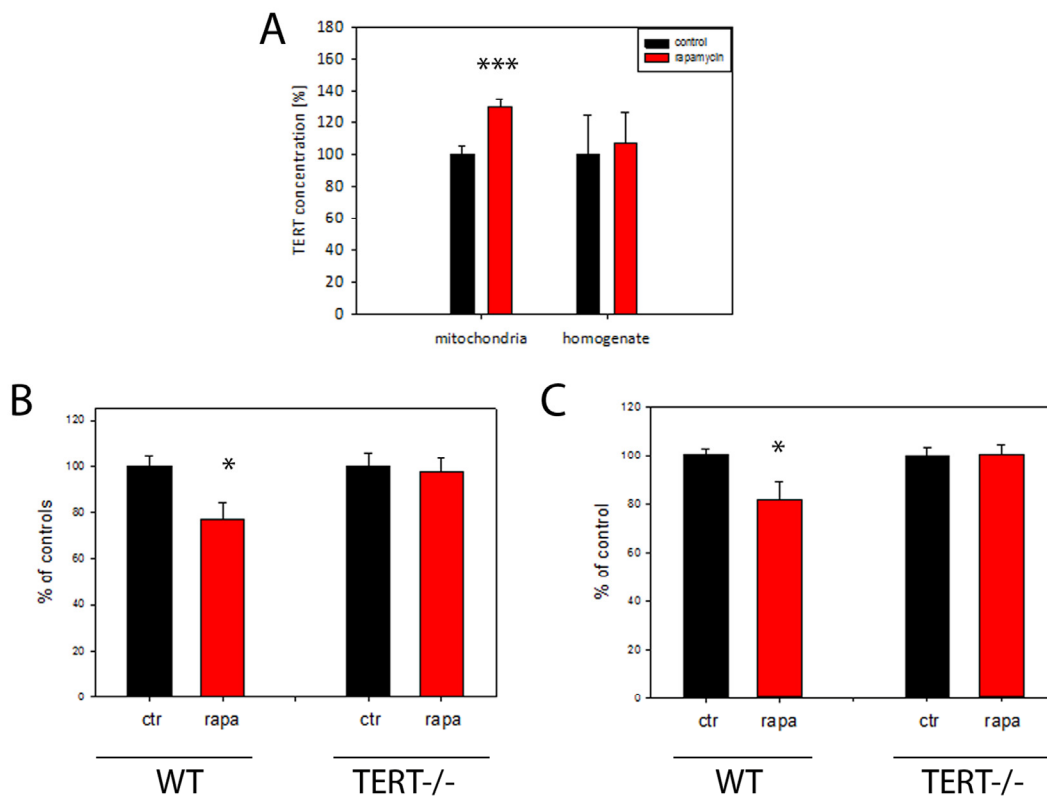 A
TERT concentration [%]
180
160
140
120
100
80
60
40
20
0
control
rapamycin
***
mitochondria homogenate
B
% of controls
120
100
80
60
40
20
0
*
ctr rapa ctr rapa
WT TERT-/-
C
% of control
120
100
80
60
40
20
0
*
ctr rapa ctr rapa
WT TERT-/-